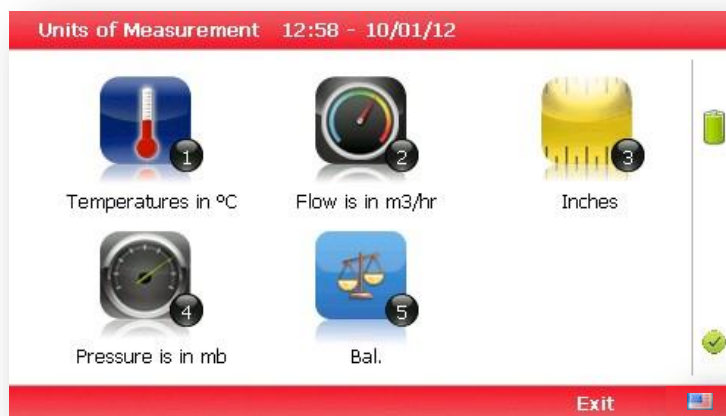 Units of Measurement 12:58 - 10/01/12
1
2
3
Temperatures in ºC
Flow is in m3/hr
Inches
4
5
Pressure is in mb
Bal.
Exit